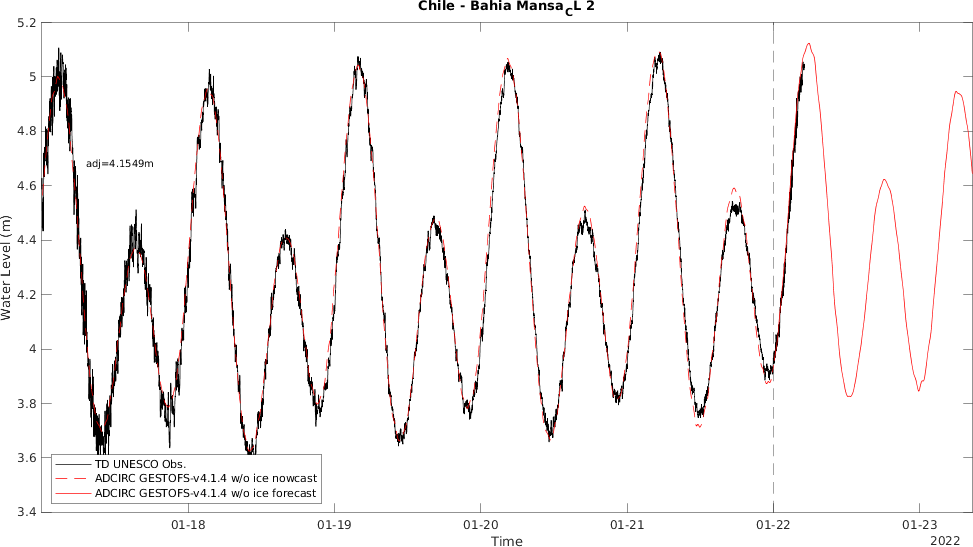 Chile - Bahia Mansa_CL 2
Water Level (m)
5.2
5
4.8
4.6
4.4
4.2
4
3.8
3.6
3.4
adj=4.1549m
TD UNESCO Obs.
ADCIRC GESTOFS-v4.1.4 w/o ice nowcast
ADCIRC GESTOFS-v4.1.4 w/o ice forecast
01-18 01-19 01-20 01-21 01-22 01-23
Time
2022